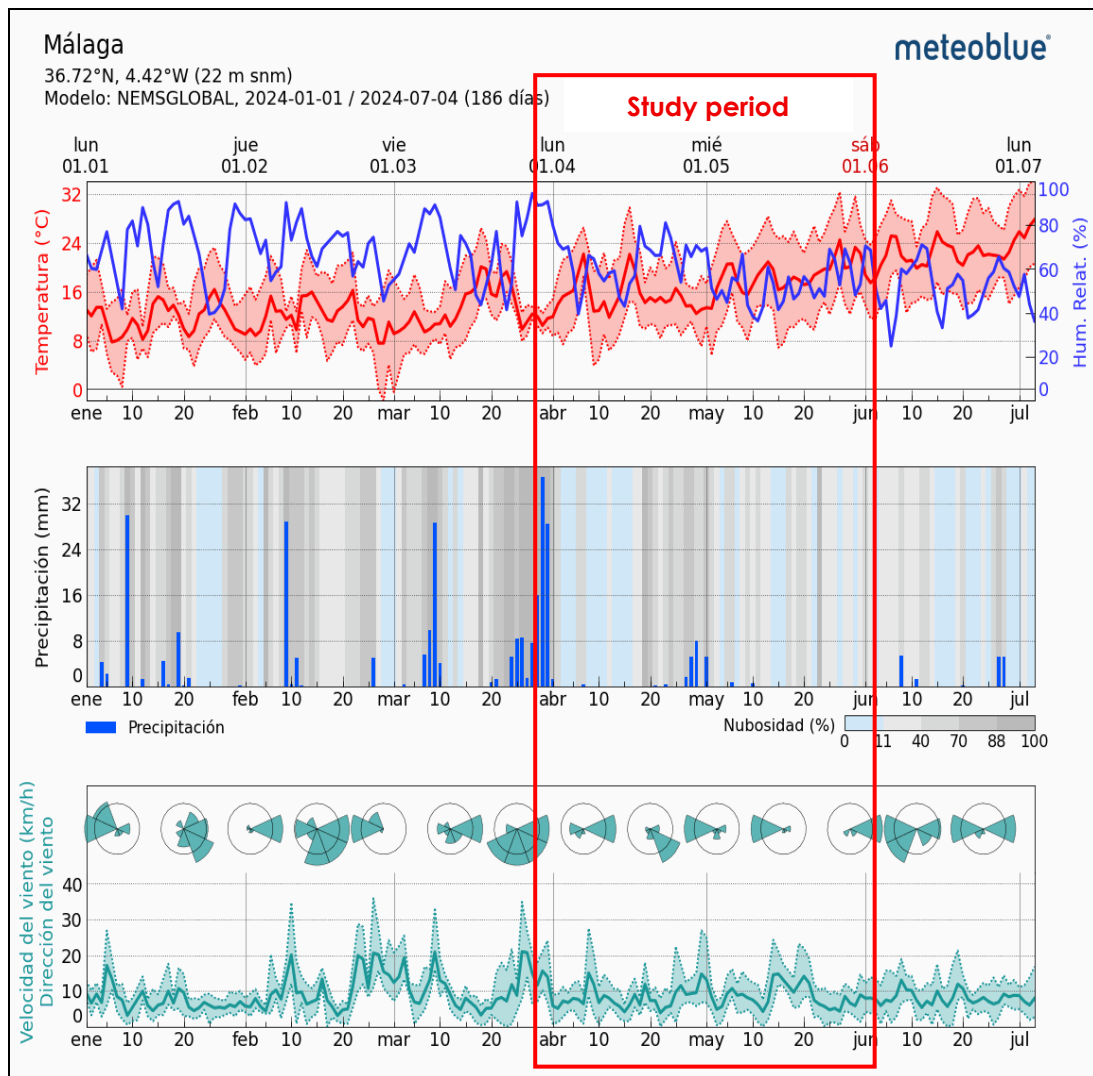 Málaga
meteoblue®
36.72°N, 4.42°W (22 m snm)
Modelo: NEMSGLOBAL, 2024-01-01 / 2024-07-04 (186 días)
Study period
lun jue vie lun mié sáb lun
01.01 01.02 01.03 01.04 01.05 01.06 01.07
Temperatura (°C)
32
24
16
8
0
Hum. Relat. (%)
100
80
60
40
20
0
ene 10 20 feb 10 20 mar 10 20 abr 10 20 may 10 20 jun 10 20 jul
Precipitación (mm)
32
24
16
8
0
ene 10 20 feb 10 20 mar 10 20 abr 10 20 may 10 20 jun 10 20 jul
Precipitación
Nubosidad (%)
0 11 40 70 88 100
Velocidad del viento (km/h)
Dirección del viento
40
30
20
10
0
ene 10 20 feb 10 20 mar 10 20 abr 10 20 may 10 20 jun 10 20 jul